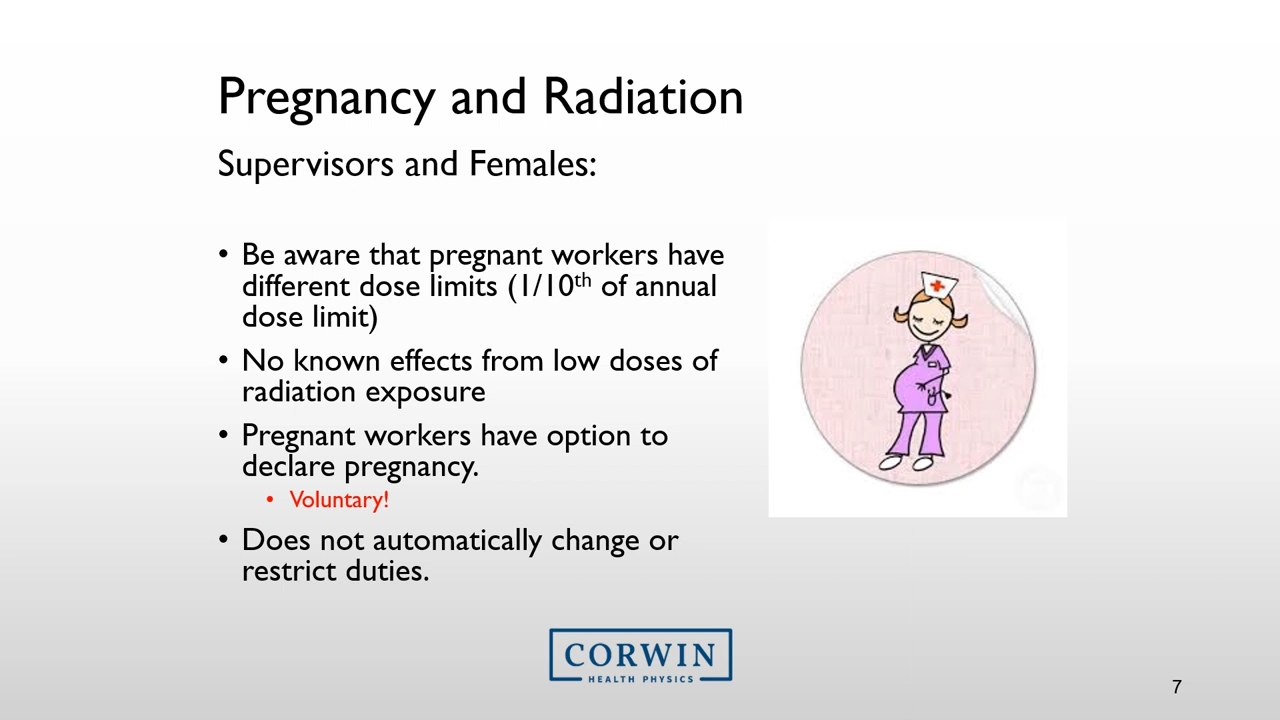 Pregnancy and Radiation
Supervisors and Females:
• Be aware that pregnant workers have
different dose limits (1/10th of annual
dose limit)
• No known effects from low doses of
radiation exposure
• Pregnant workers have option to
declare pregnancy.
• Voluntary!
• Does not automatically change or
restrict duties.
CORWIN
HEALTH PHYSICS
7